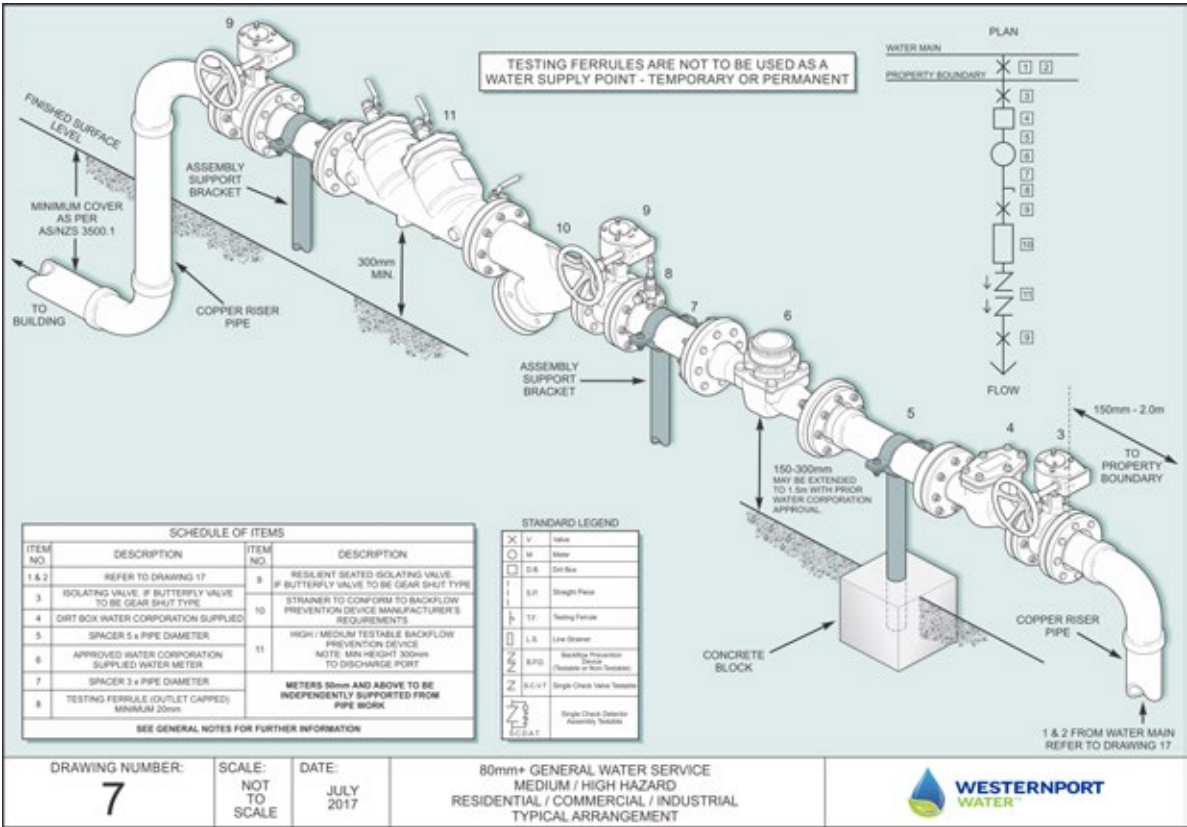 TESTING FERRULES ARE NOT TO BE USED AS A
WATER SUPPLY POINT - TEMPORARY OR PERMANENT
PLAN
WATER MAIN
PROPERTY BOUNDARY
1 2
3
4
5
6
7
8
9
10
11
9
FLOW
9
11
FINISHED SURFACE
LEVEL
ASSEMBLY
SUPPORT
BRACKET
MINIMUM COVER
AS PER
AS/NZS 3500.1
300mm
MIN.
10
9
8
7
6
TO
BUILDING
COPPER RISER
PIPE
ASSEMBLY
SUPPORT
BRACKET
5
4
3
150mm - 2.0m
TO
PROPERTY
BOUNDARY
150-300mm
MAY BE EXTENDED
TO 1.5m WITH PRIOR
WATER CORPORATION
APPROVAL
CONCRETE
BLOCK
COPPER RISER
PIPE
1 & 2 FROM WATER MAIN
REFER TO DRAWING 17
SCHEDULE OF ITEMS
ITEM NO. DESCRIPTION ITEM NO. DESCRIPTION
1 & 2 REFER TO DRAWING 17
3 ISOLATING VALVE. IF BUTTERFLY VALVE
TO BE GEAR SHUT TYPE
4 DIRT BOX WATER CORPORATION SUPPLIED
5 SPACER 5 x PIPE DIAMETER
6 APPROVED WATER CORPORATION
SUPPLIED WATER METER
7 SPACER 3 x PIPE DIAMETER
8 TESTING FERRULE (OUTLET CAPPED)
MINIMUM 20mm
9 RESILIENT SEATED ISOLATING VALVE
IF BUTTERFLY VALVE TO BE GEAR SHUT TYPE
10 STRAINER TO CONFORM TO BACKFLOW
PREVENTION DEVICE MANUFACTURER'S
REQUIREMENTS
11 HIGH / MEDIUM TESTABLE BACKFLOW
PREVENTION DEVICE
NOTE MIN HEIGHT 300mm
TO DISCHARGE PORT
METERS 50mm AND ABOVE TO BE
INDEPENDENTLY SUPPORTED FROM
PIPE WORK
SEE GENERAL NOTES FOR FURTHER INFORMATION
STANDARD LEGEND
V Valve
M Meter
D.B. Dirt Box
S.P. Straight Piece
T.F. Testing Ferrule
L.S. Line Strainer
B.P.D. Backflow Prevention
Device
(Testable or Non-Testable)
S.C.V.T Single Check Valve Testable
S.C.D.A.T Single Check Detector
Assembly Testable
DRAWING NUMBER:
7
SCALE:
NOT
TO
SCALE
DATE:
JULY
2017
80mm+ GENERAL WATER SERVICE
MEDIUM / HIGH HAZARD
RESIDENTIAL / COMMERCIAL / INDUSTRIAL
TYPICAL ARRANGEMENT
WESTERNPORT
WATER™